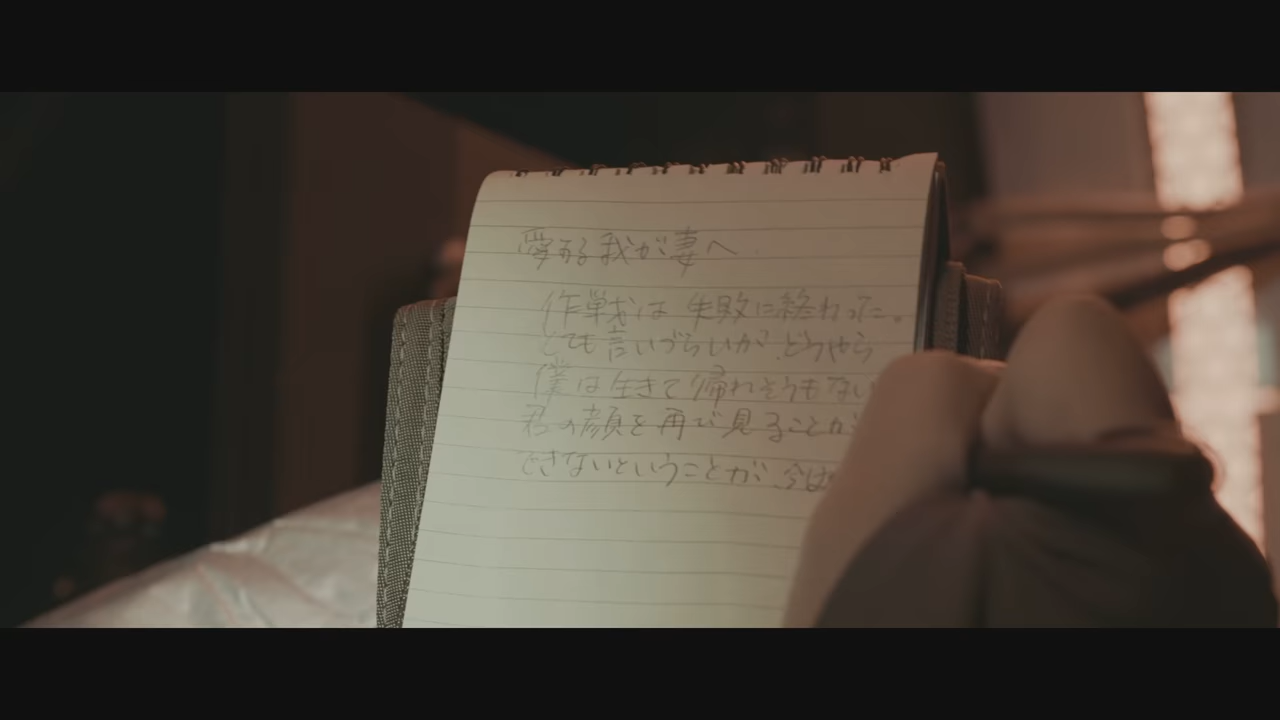 愛する我が妻へ
作戦は失敗に終わった。
とても言いづらいが、どうやら
僕は生きて帰れそうもない
君の顔を再び見ることが
できないということが、今は